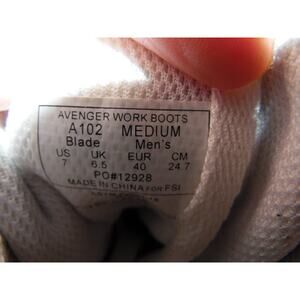 AVENGER WORK BOOTS
A102 MEDIUM
Blade Men's
US UK EUR CM
7 6.5 40 24.7
PO#12928
MADE IN CHINA FOR FSI